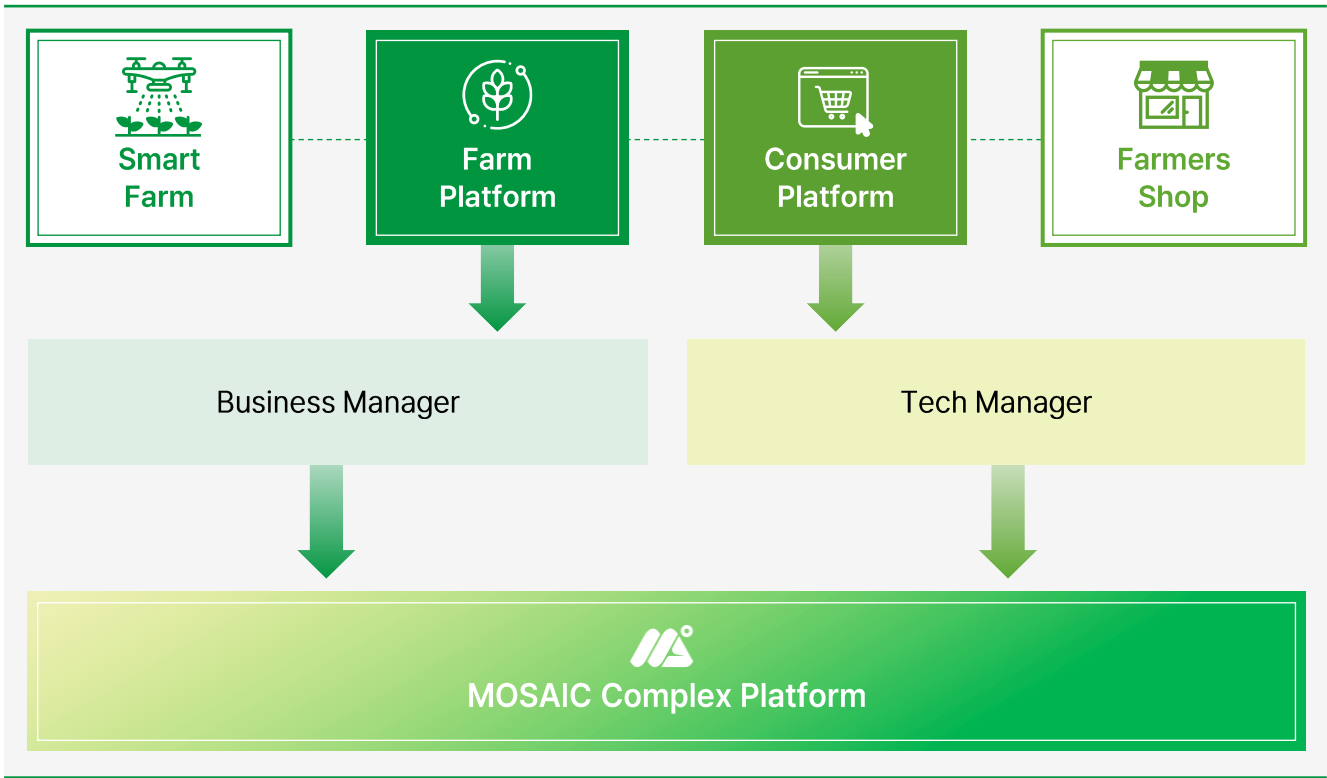 Smart
Farm
Farm
Platform
Consumer
Platform
Farmers
Shop
Business Manager
Tech Manager
MOSAIC Complex Platform